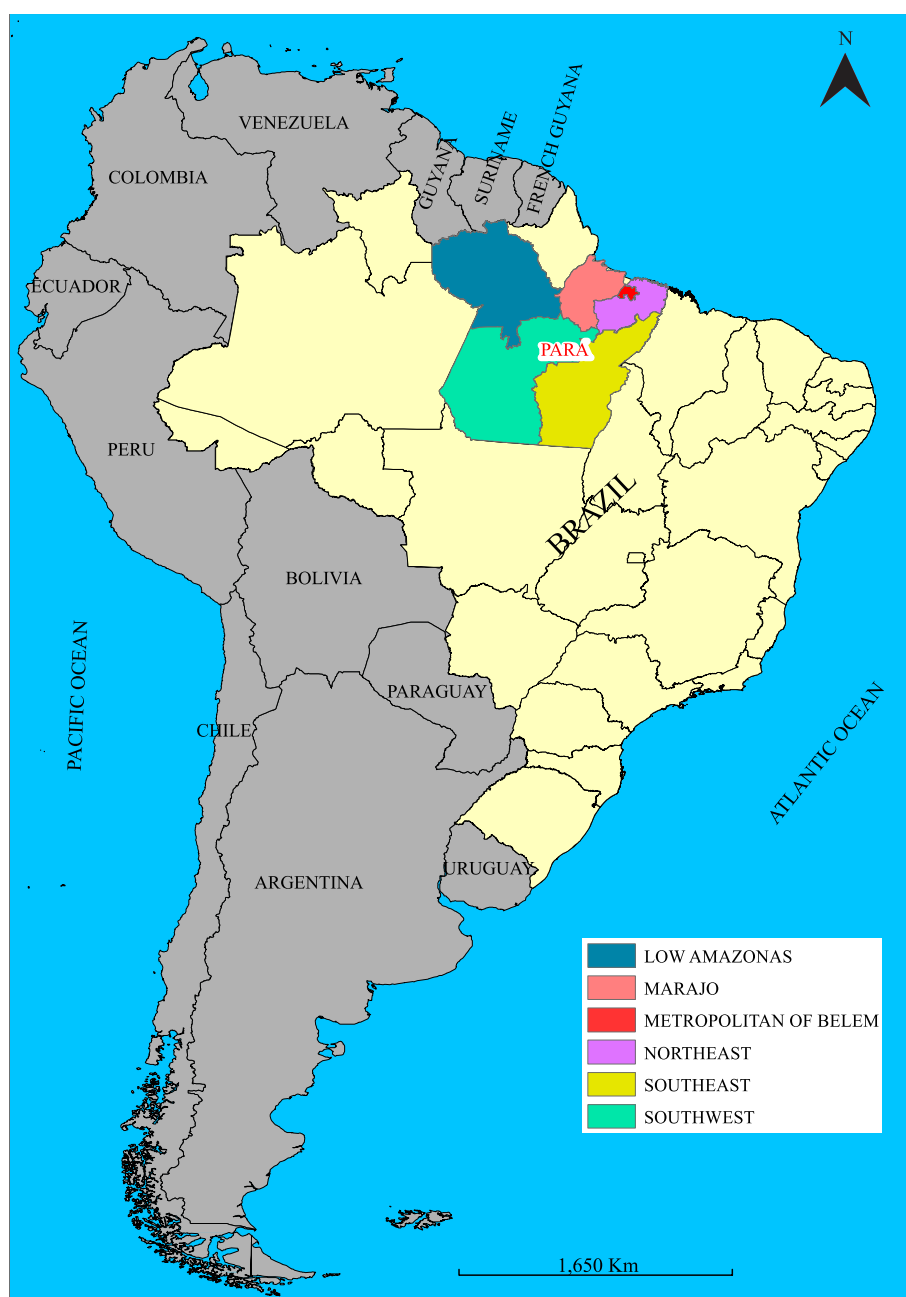 N
VENEZUELA
COLOMBIA
GUYANA
SURINAME
FRENCH GUYANA
ECUADOR
PARA
PERU
BRAZIL
BOLIVIA
PACIFIC OCEAN
PARAGUAY
CHILE
ATLANTIC OCEAN
ARGENTINA
URUGUAY
LOW AMAZONAS
MARAJO
METROPOLITAN OF BELEM
NORTHEAST
SOUTHEAST
SOUTHWEST
1,650 Km